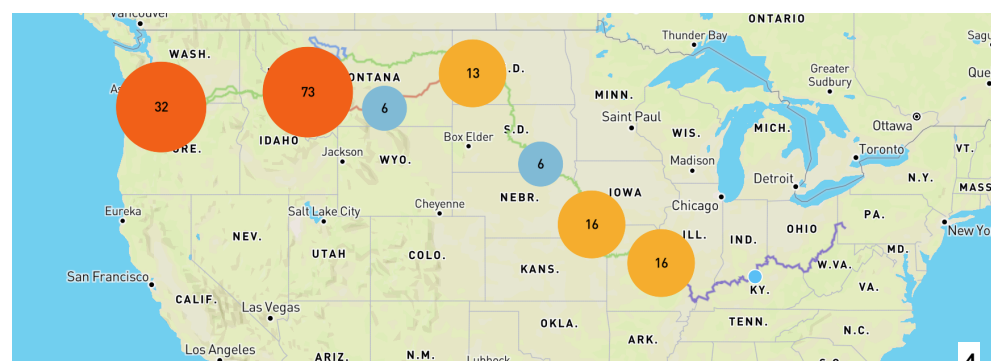 Vancouver
ONTARIO
Thunder Bay
WASH.
Greater
Sudbury
ONTANA
.D.
13
73
32
6
MINN.
Saint Paul
WIS.
MICH.
Ottawa
ORE.
IDAHO
Jackson
WYO.
Box Elder
S.D.
6
Madison
Toronto
VT.
Detroit
N.Y.
MASS
Eureka
Salt Lake City
Cheyenne
NEBR.
IOWA
Chicago
PA.
New Yo
NEV.
UTAH
COLO.
16
ILL.
IND.
OHIO
MD.
San Francisco
KANS.
16
W.VA.
VA.
KY.
CALIF.
Las Vegas
OKLA.
TENN.
N.C.
ARK.
Los Angeles
ARIZ.
N.M.
Lubbock